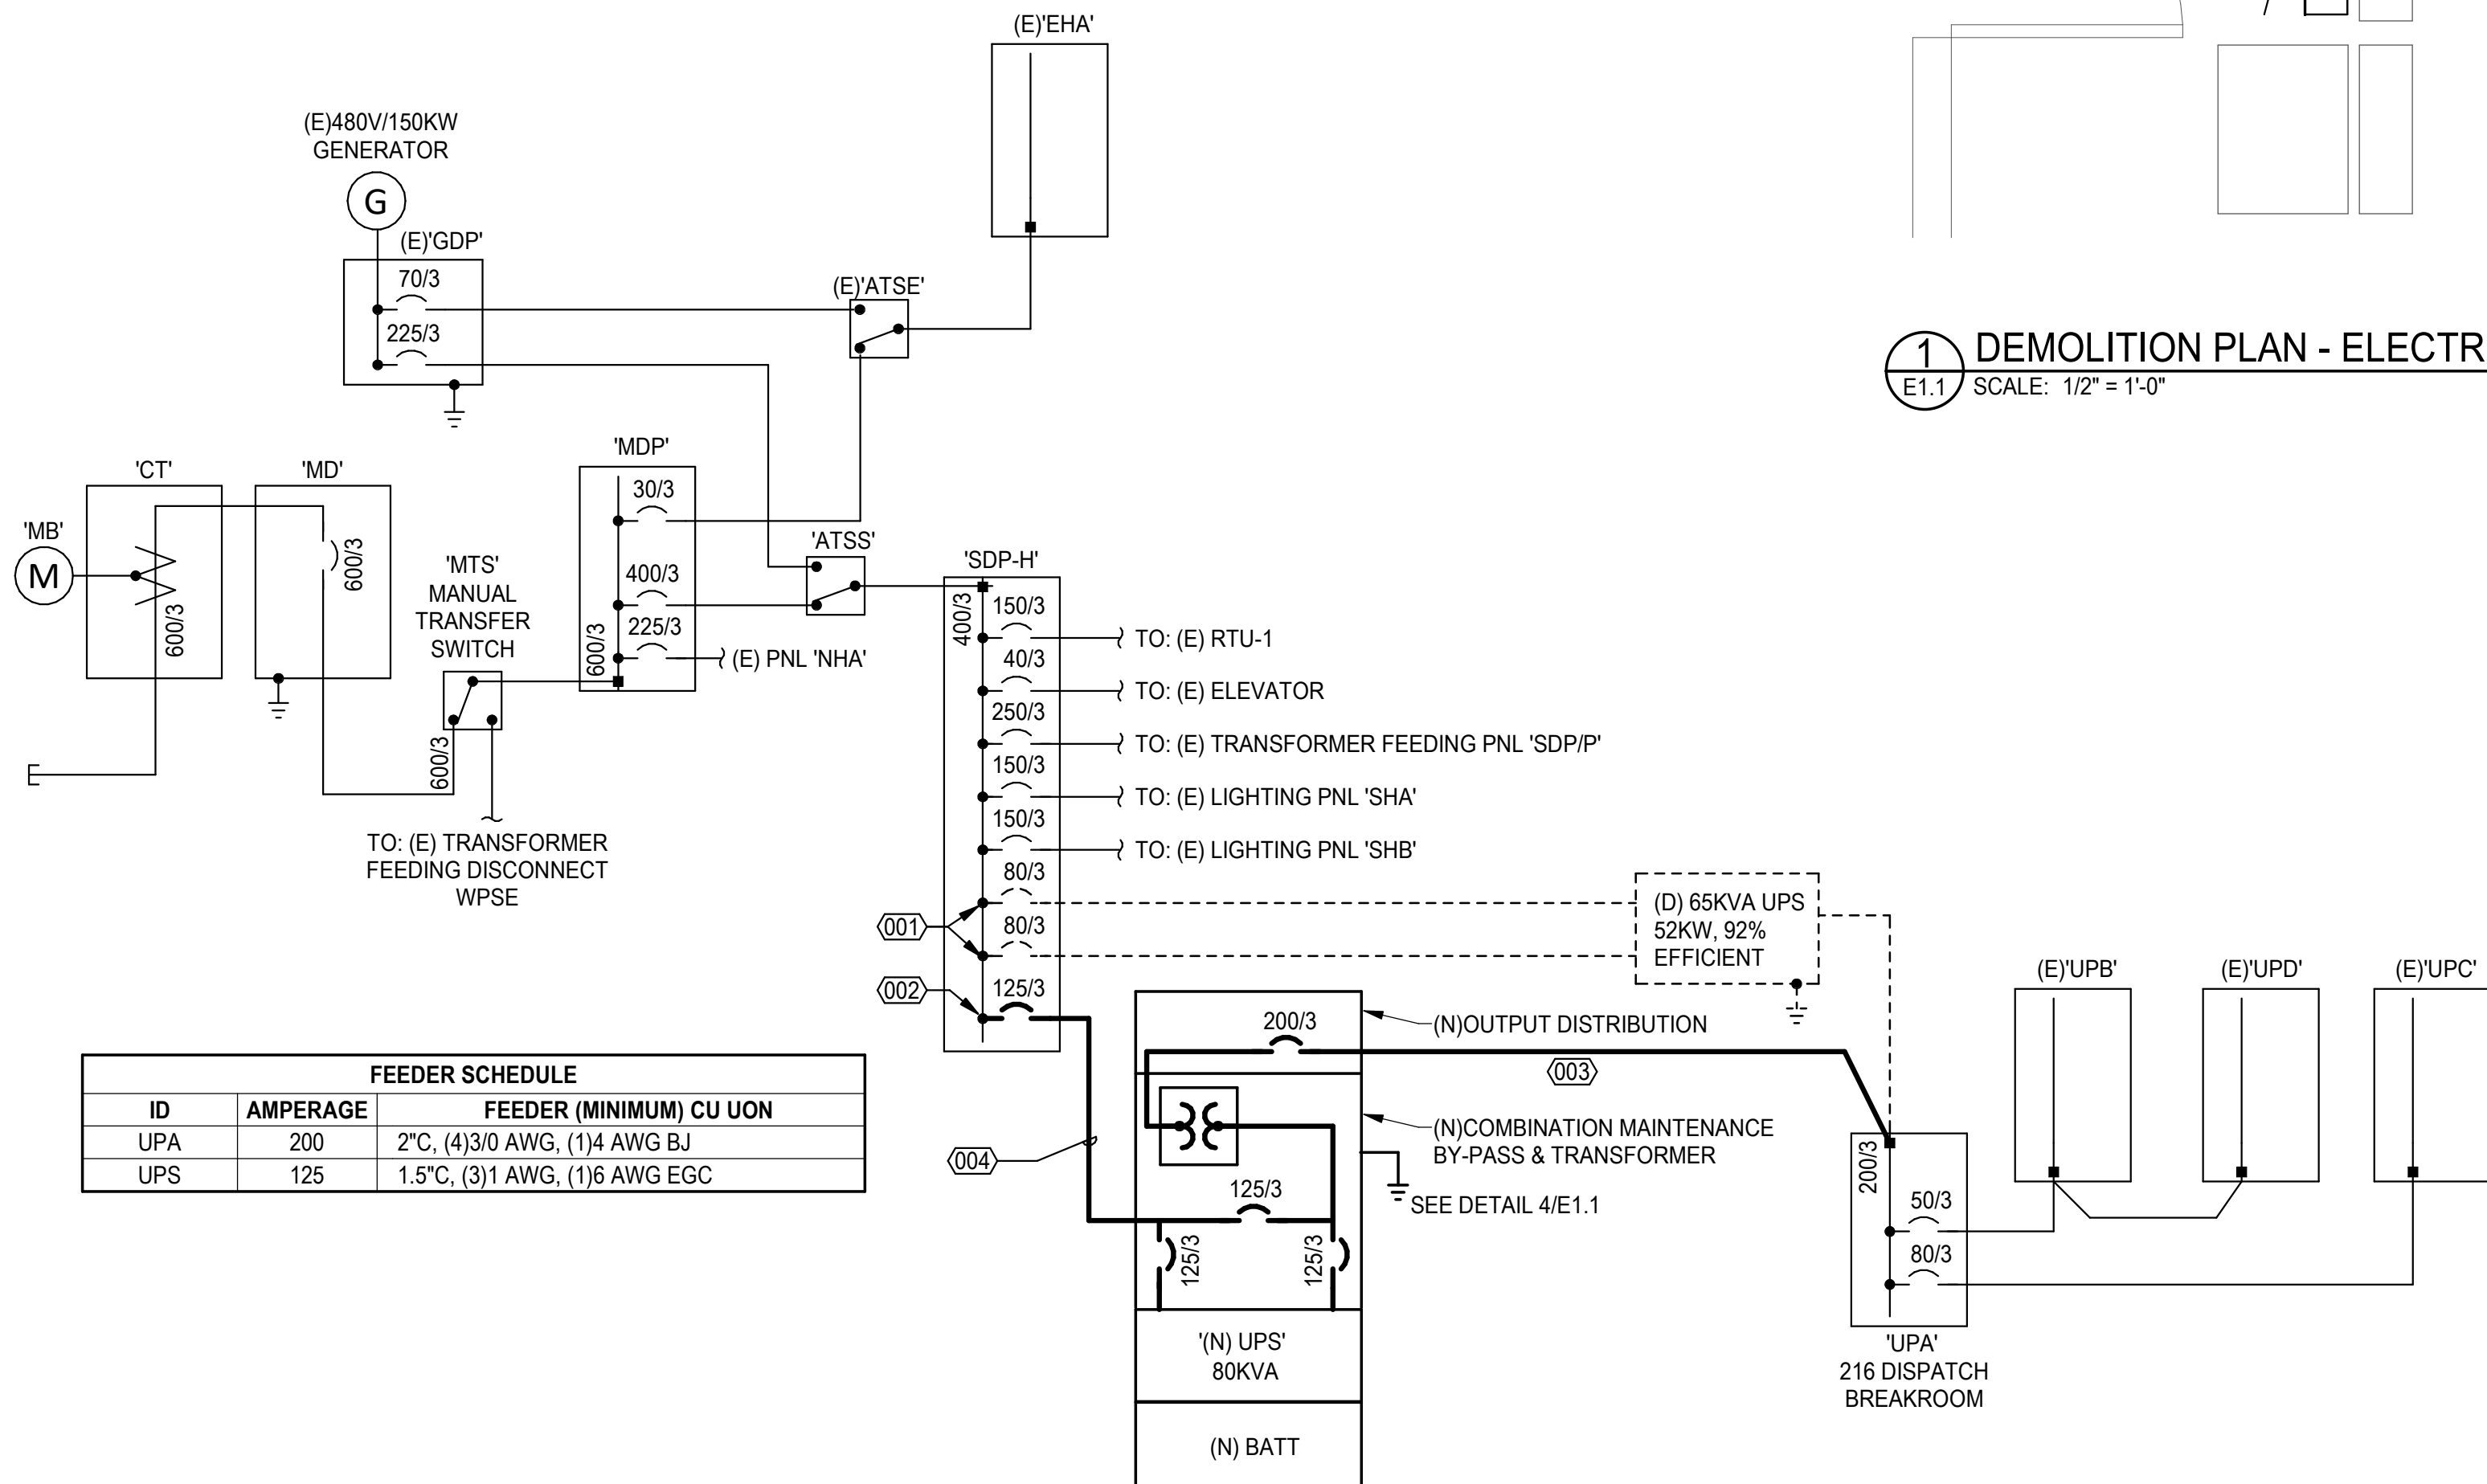 (E)'EHA'
(E)480V/150KW
GENERATOR
G
(E)'GDP'
70/3
225/3
(E)'ATSE'
1
E1.1
DEMOLITION PLAN - ELECTR
SCALE: 1/2" = 1'-0"
'MB'
M
'CT'
600/3
'MD'
600/3
'MTS'
MANUAL
TRANSFER
SWITCH
600/3
TO: (E) TRANSFORMER
FEEDING DISCONNECT
WPSE
'MDP'
30/3
400/3
225/3
600/3
(E) PNL 'NHA'
'ATSS'
'SDP-H'
400/3
150/3
TO: (E) RTU-1
40/3
TO: (E) ELEVATOR
250/3
TO: (E) TRANSFORMER FEEDING PNL 'SDP/P'
150/3
TO: (E) LIGHTING PNL 'SHA'
150/3
TO: (E) LIGHTING PNL 'SHB'
80/3
80/3
001
125/3
002
(D) 65KVA UPS
52KW, 92%
EFFICIENT
200/3
(N)OUTPUT DISTRIBUTION
003
(N)COMBINATION MAINTENANCE
BY-PASS & TRANSFORMER
004
SEE DETAIL 4/E1.1
125/3
125/3
125/3
'(N) UPS'
80KVA
(N) BATT
(E)'UPB'
(E)'UPD'
(E)'UPC'
200/3
50/3
80/3
'UPA'
216 DISPATCH
BREAKROOM
FEEDER SCHEDULE
ID AMPERAGE FEEDER (MINIMUM) CU UON
UPA 200 2"C, (4)3/0 AWG, (1)4 AWG BJ
UPS 125 1.5"C, (3)1 AWG, (1)6 AWG EGC